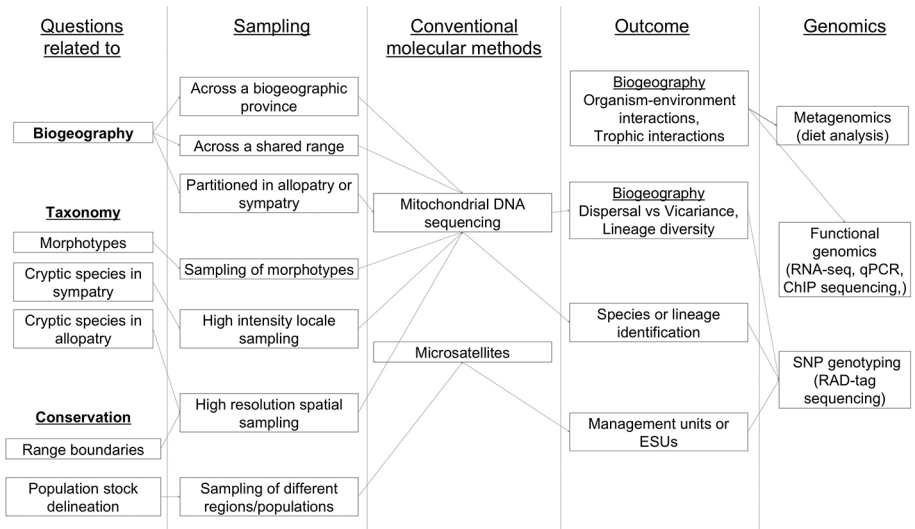 Questions
related to
Sampling
Conventional
molecular methods
Outcome
Genomics
Biogeography
Taxonomy
Morphotypes
Cryptic species in
sympatry
Cryptic species in
allopatry
Conservation
Range boundaries
Population stock
delineation
Across a biogeographic
province
Across a shared range
Partitioned in allopatry or
sympatry
Sampling of morphotypes
High intensity locale
sampling
High resolution spatial
sampling
Sampling of different
regions/populations
Mitochondrial DNA
sequencing
Microsatellites
Biogeography
Organism-environment
interactions,
Trophic interactions
Biogeography
Dispersal vs Vicariance,
Lineage diversity
Species or lineage
identification
Management units or
ESUs
Metagenomics
(diet analysis)
Functional
genomics
(RNA-seq, qPCR,
ChIP sequencing,)
SNP genotyping
(RAD-tag
sequencing)